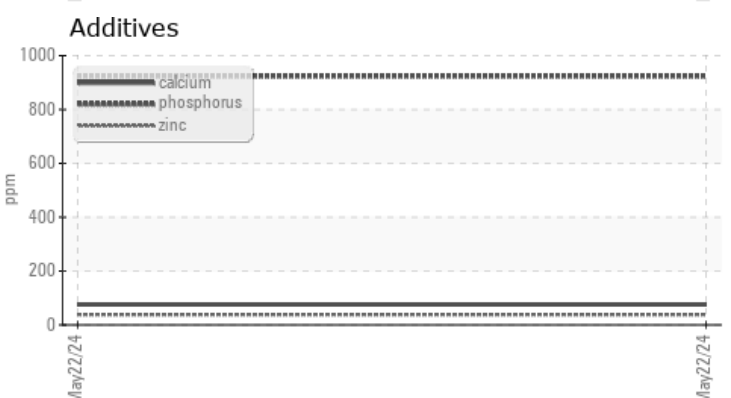 Additives
1000
calcium
phosphorus
zinc
800
600
ppm
400
200
0
May22/24
May22/24